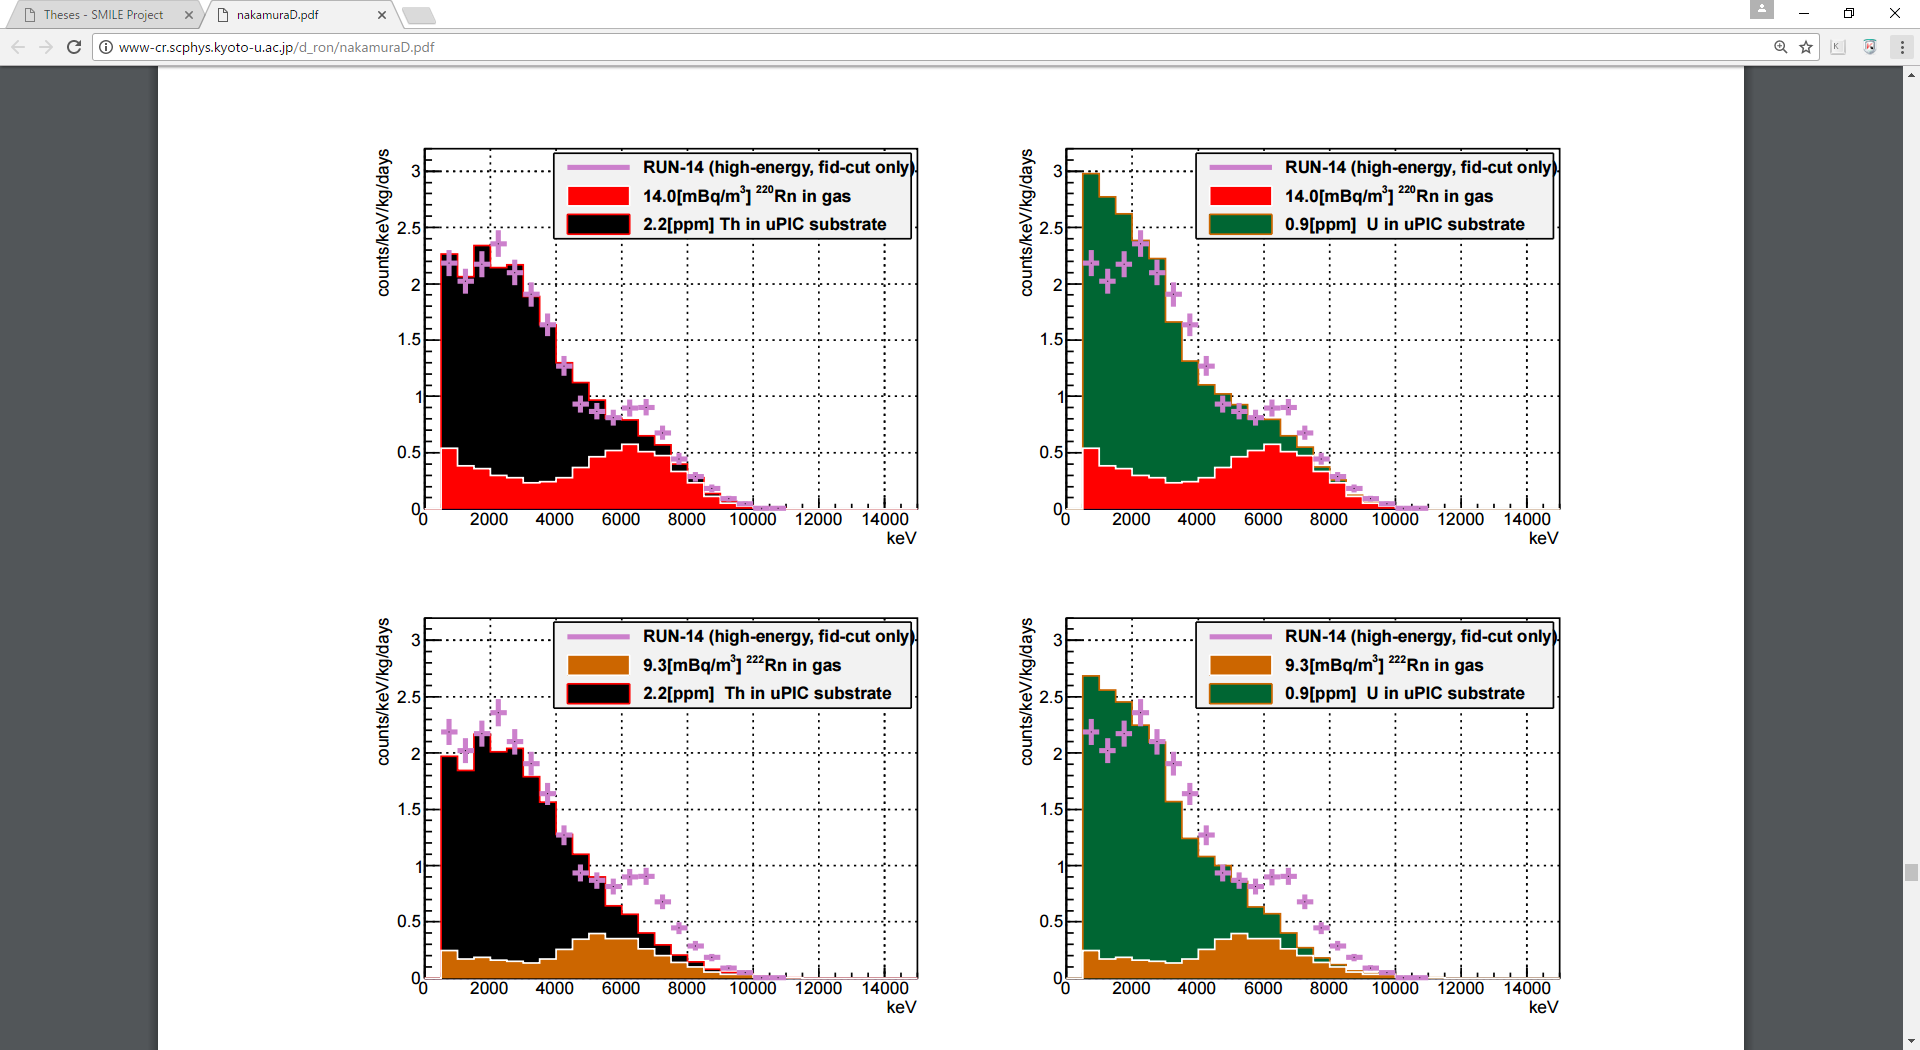 Theses - SMILE Project
nakamuraD.pdf
www-cr.scphys.kyoto-u.ac.jp/d_ron/nakamuraD.pdf
counts/keV/kg/days
3
2.5
2
1.5
1
0.5
0
RUN-14 (high-energy, fid-cut only)
14.0[mBq/m³] ²²⁰Rn in gas
2.2[ppm] Th in uPIC substrate
0 2000 4000 6000 8000 10000 12000 14000
keV
counts/keV/kg/days
3
2.5
2
1.5
1
0.5
0
RUN-14 (high-energy, fid-cut only)
14.0[mBq/m³] ²²⁰Rn in gas
0.9[ppm] U in uPIC substrate
0 2000 4000 6000 8000 10000 12000 14000
keV
counts/keV/kg/days
3
2.5
2
1.5
1
0.5
0
RUN-14 (high-energy, fid-cut only)
9.3[mBq/m³] ²²²Rn in gas
2.2[ppm] Th in uPIC substrate
0 2000 4000 6000 8000 10000 12000 14000
keV
counts/keV/kg/days
3
2.5
2
1.5
1
0.5
0
RUN-14 (high-energy, fid-cut only)
9.3[mBq/m³] ²²²Rn in gas
0.9[ppm] U in uPIC substrate
0 2000 4000 6000 8000 10000 12000 14000
keV